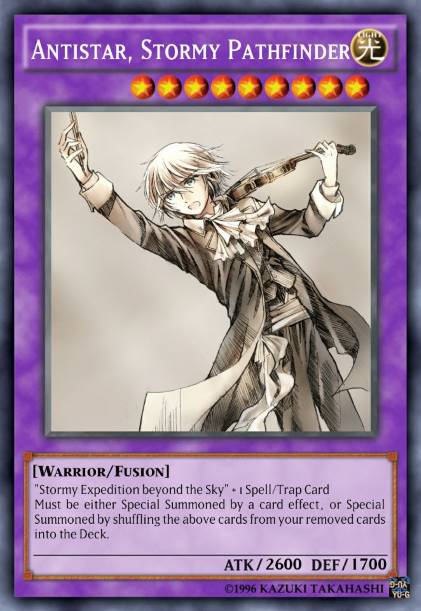 ANTISTAR, STORMY PATHFINDER
LIGHT
光
[WARRIOR/FUSION]
"Stormy Expedition beyond the Sky" + 1 Spell/Trap Card
Must be either Special Summoned by a card effect, or Special
Summoned by shuffling the above cards from your removed cards
into the Deck.
ATK / 2600 DEF / 1700
©1996 KAZUKI TAKAHASHI